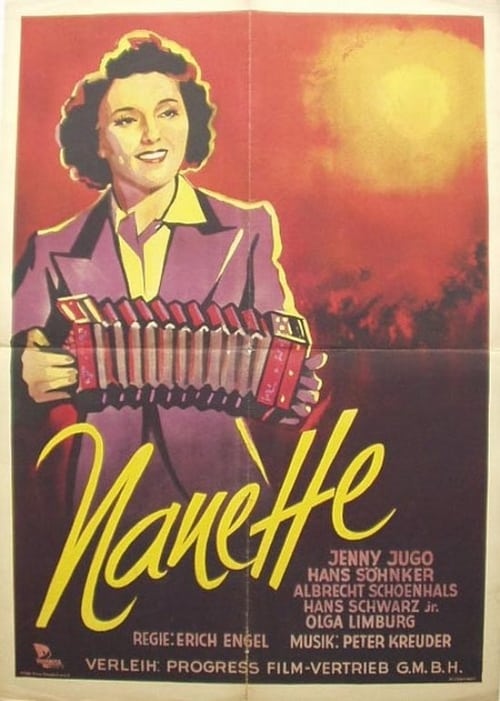 Nanette
JENNY JUGO
HANS SÖHNKER
ALBRECHT SCHOENHALS
HANS SCHWARZ jr.
OLGA LIMBURG
REGIE: ERICH ENGEL MUSIK: PETER KREUDER
VERLEIH: PROGRESS FILM-VERTRIEB G.M.B.H.